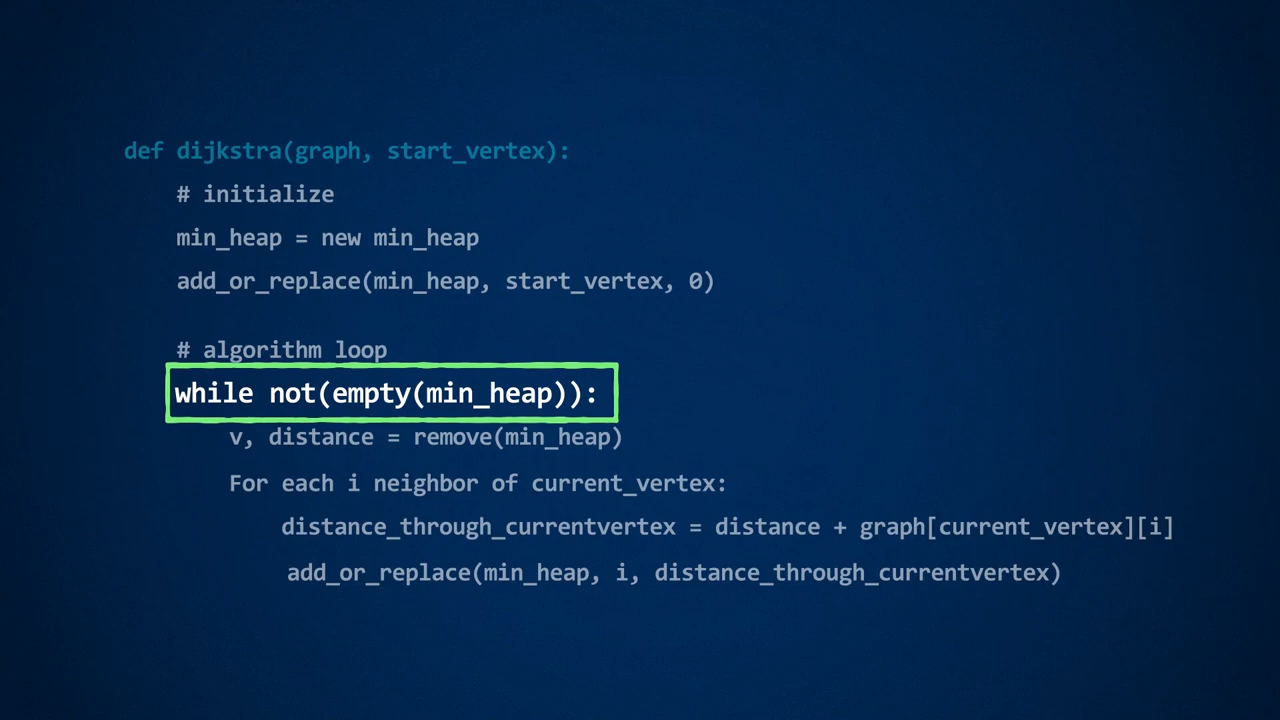 def dijkstra(graph, start_vertex):
# initialize
min_heap = new min_heap
add_or_replace(min_heap, start_vertex, 0)
# algorithm loop
while not(empty(min_heap)):
v, distance = remove(min_heap)
For each i neighbor of current_vertex:
distance_through_currentvertex = distance + graph[current_vertex][i]
add_or_replace(min_heap, i, distance_through_currentvertex)